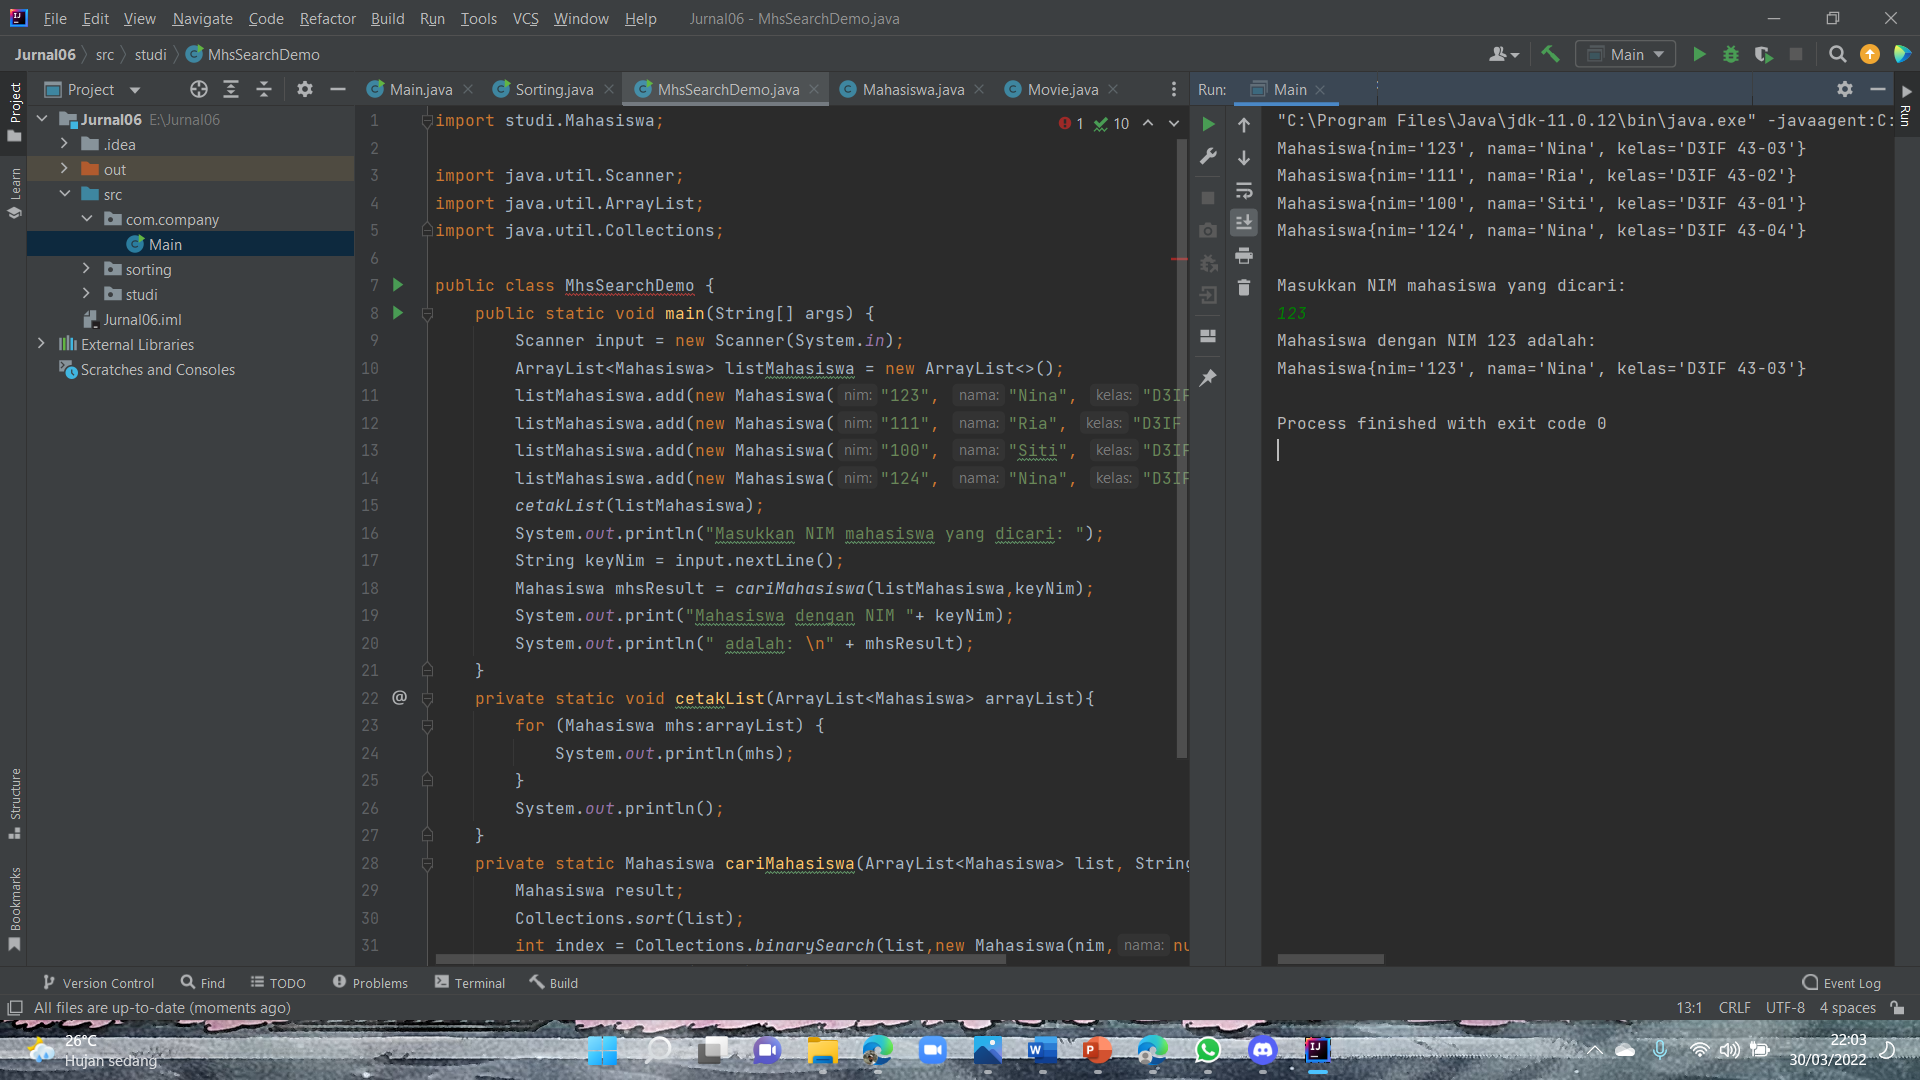 File Edit View Navigate Code Refactor Build Run Tools VCS Window Help Jurnal06 - MhsSearchDemo.java
Jurnal06 src studi MhsSearchDemo Main
Project Main.java Sorting.java MhsSearchDemo.java Mahasiswa.java Movie.java Run: Main
Project
Learn
Structure
Bookmarks
Run
Jurnal06 E:\Jurnal06
.idea
out
src
com.company
Main
sorting
studi
Jurnal06.iml
External Libraries
Scratches and Consoles
1 10
1 import studi.Mahasiswa;
2
3 import java.util.Scanner;
4 import java.util.ArrayList;
5 import java.util.Collections;
6
7 public class MhsSearchDemo {
8 public static void main(String[] args) {
9 Scanner input = new Scanner(System.in);
10 ArrayList<Mahasiswa> listMahasiswa = new ArrayList<>();
11 listMahasiswa.add(new Mahasiswa( nim: "123", nama: "Nina", kelas: "D3IF
12 listMahasiswa.add(new Mahasiswa( nim: "111", nama: "Ria", kelas: "D3IF
13 listMahasiswa.add(new Mahasiswa( nim: "100", nama: "Siti", kelas: "D3IF
14 listMahasiswa.add(new Mahasiswa( nim: "124", nama: "Nina", kelas: "D3IF
15 cetakList(listMahasiswa);
16 System.out.println("Masukkan NIM mahasiswa yang dicari: ");
17 String keyNim = input.nextLine();
18 Mahasiswa mhsResult = cariMahasiswa(listMahasiswa,keyNim);
19 System.out.print("Mahasiswa dengan NIM "+ keyNim);
20 System.out.println(" adalah: \n" + mhsResult);
21 }
22 @ private static void cetakList(ArrayList<Mahasiswa> arrayList){
23 for (Mahasiswa mhs:arrayList) {
24 System.out.println(mhs);
25 }
26 System.out.println();
27 }
28 private static Mahasiswa cariMahasiswa(ArrayList<Mahasiswa> list, String
29 Mahasiswa result;
30 Collections.sort(list);
31 int index = Collections.binarySearch(list,new Mahasiswa(nim, nama: nu
"C:\Program Files\Java\jdk-11.0.12\bin\java.exe" -javaagent:C:
Mahasiswa{nim='123', nama='Nina', kelas='D3IF 43-03'}
Mahasiswa{nim='111', nama='Ria', kelas='D3IF 43-02'}
Mahasiswa{nim='100', nama='Siti', kelas='D3IF 43-01'}
Mahasiswa{nim='124', nama='Nina', kelas='D3IF 43-04'}
Masukkan NIM mahasiswa yang dicari:
123
Mahasiswa dengan NIM 123 adalah:
Mahasiswa{nim='123', nama='Nina', kelas='D3IF 43-03'}
Process finished with exit code 0
Version Control Find TODO Problems Terminal Build Event Log
All files are up-to-date (moments ago) 13:1 CRLF UTF-8 4 spaces
26°C
Hujan sedang
22:03
30/03/2022